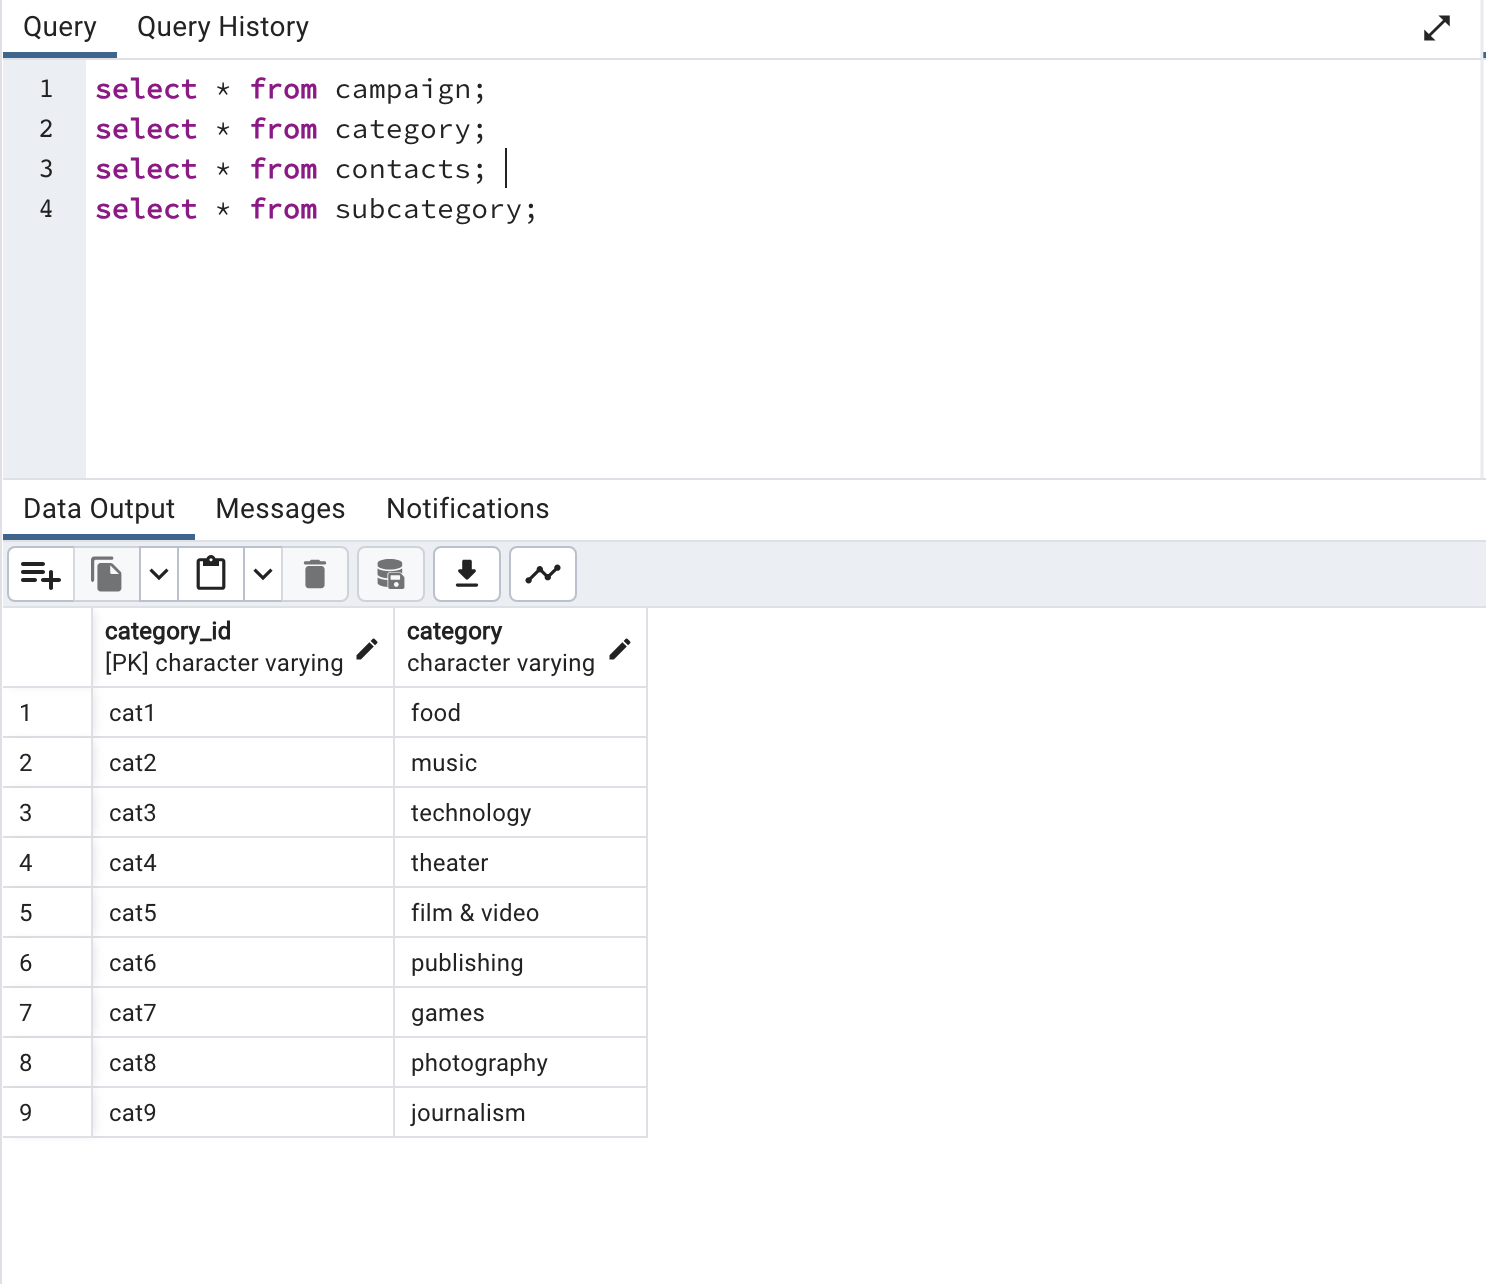 Query Query History
1 select * from campaign;
2 select * from category;
3 select * from contacts;
4 select * from subcategory;
Data Output Messages Notifications
category_id category
[PK] character varying character varying
1 cat1 food
2 cat2 music
3 cat3 technology
4 cat4 theater
5 cat5 film & video
6 cat6 publishing
7 cat7 games
8 cat8 photography
9 cat9 journalism